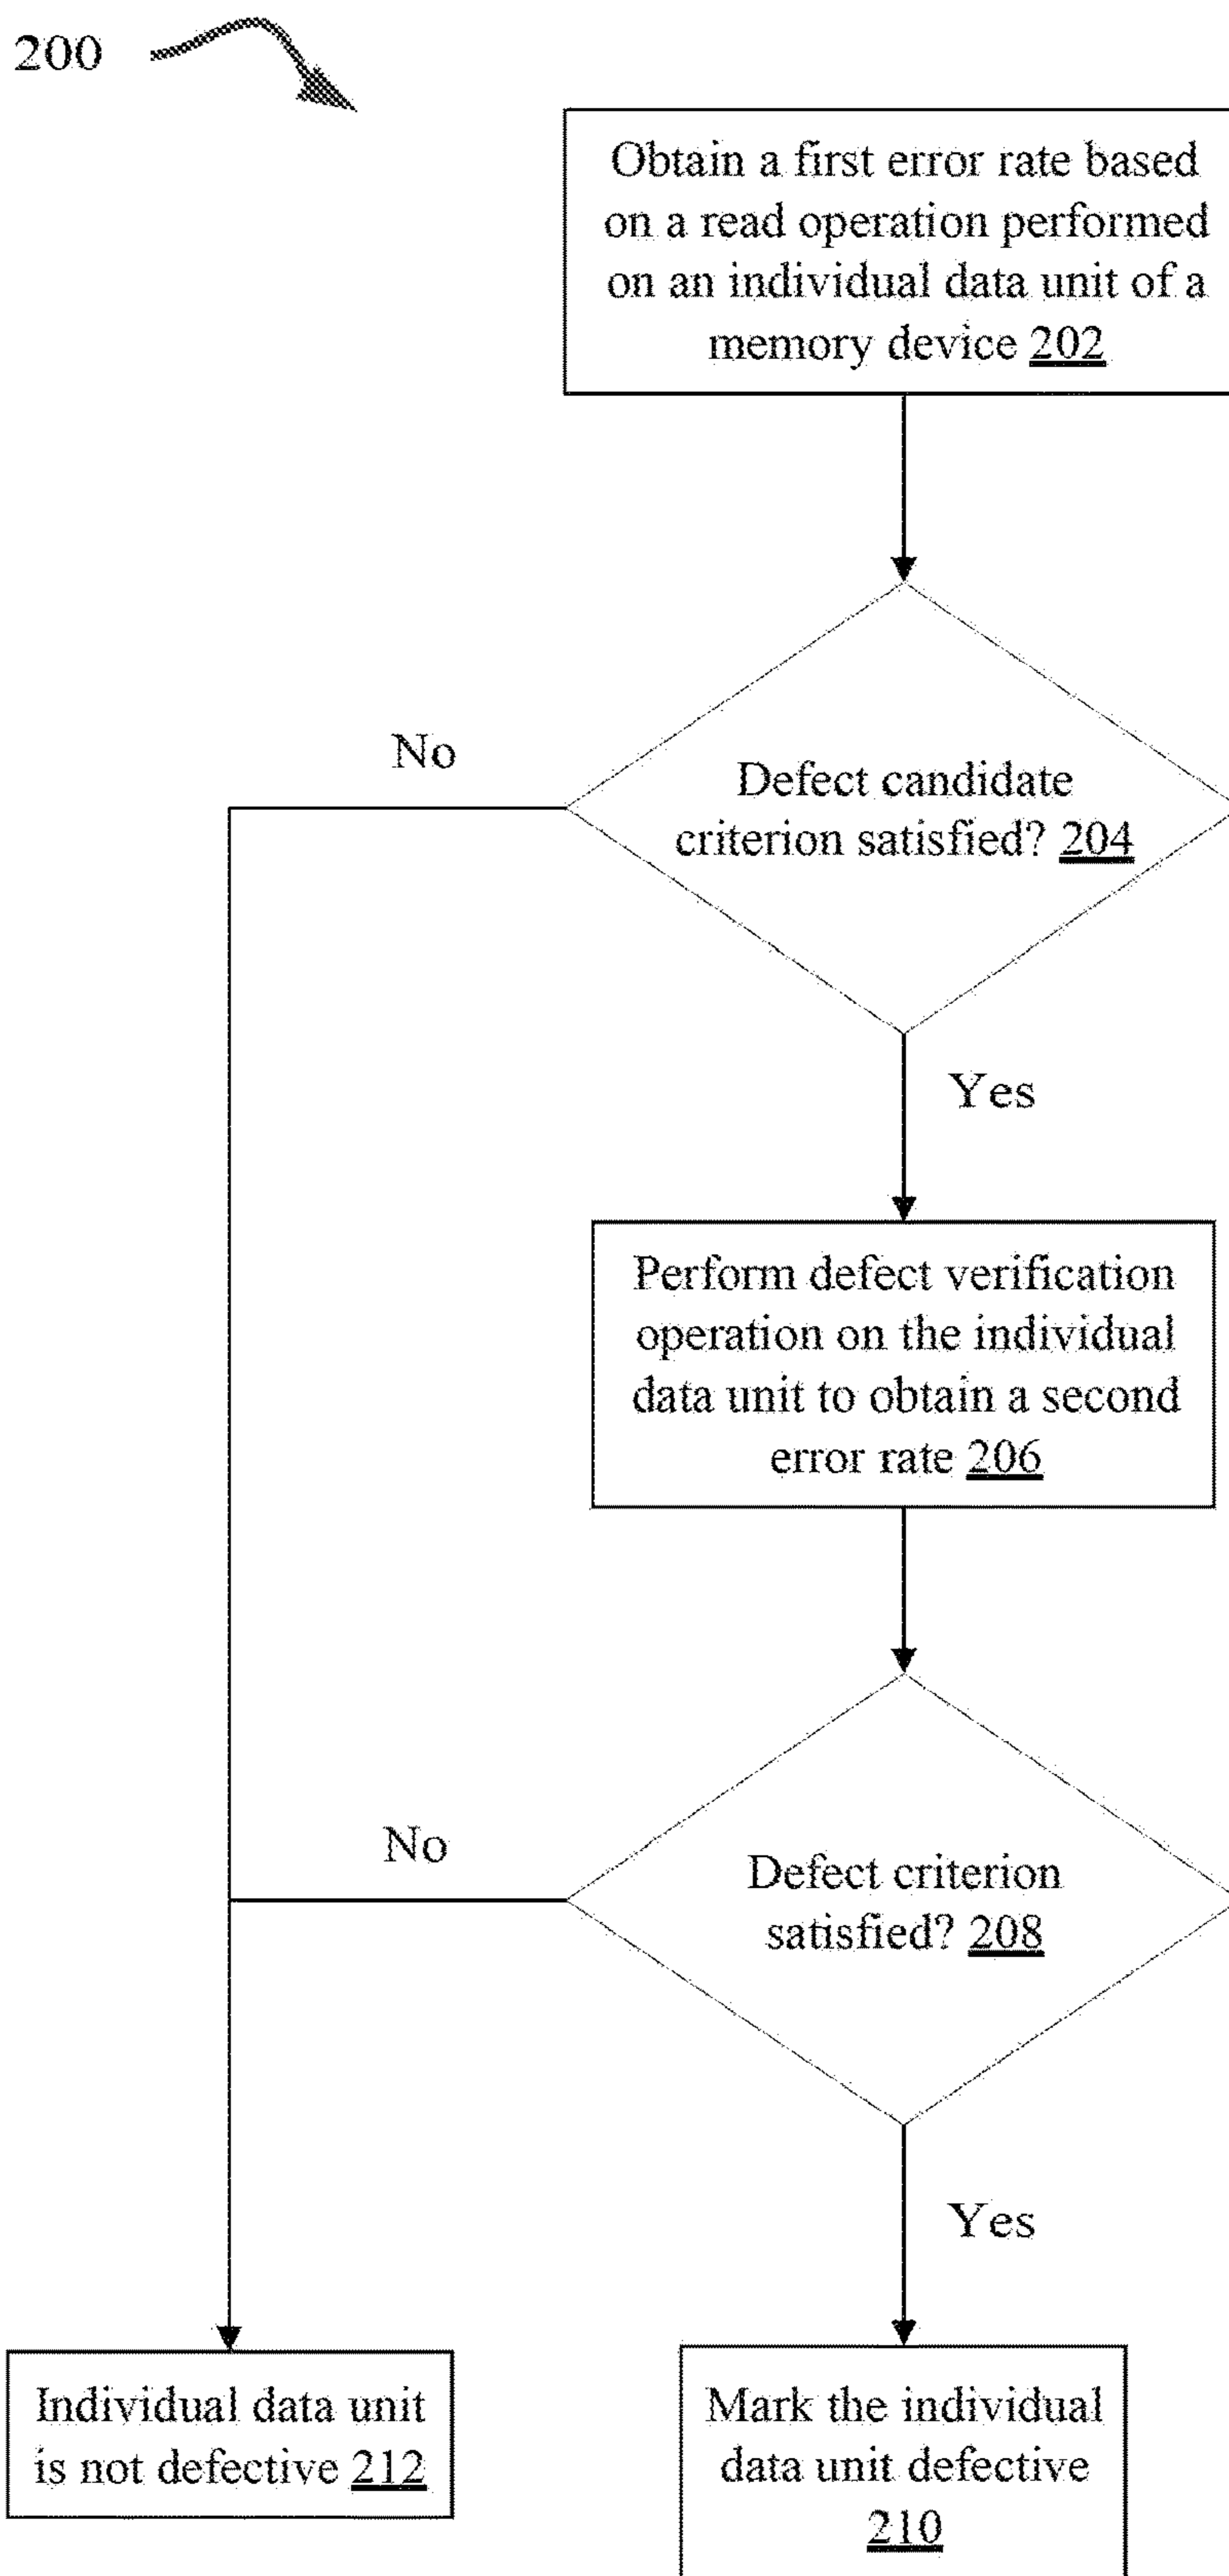 200
Obtain a first error rate based
on a read operation performed
on an individual data unit of a
memory device 202
No
Defect candidate
criterion satisfied? 204
Yes
Perform defect verification
operation on the individual
data unit to obtain a second
error rate 206
No
Defect criterion
satisfied? 208
Yes
Individual data unit
is not defective 212
Mark the individual
data unit defective
210